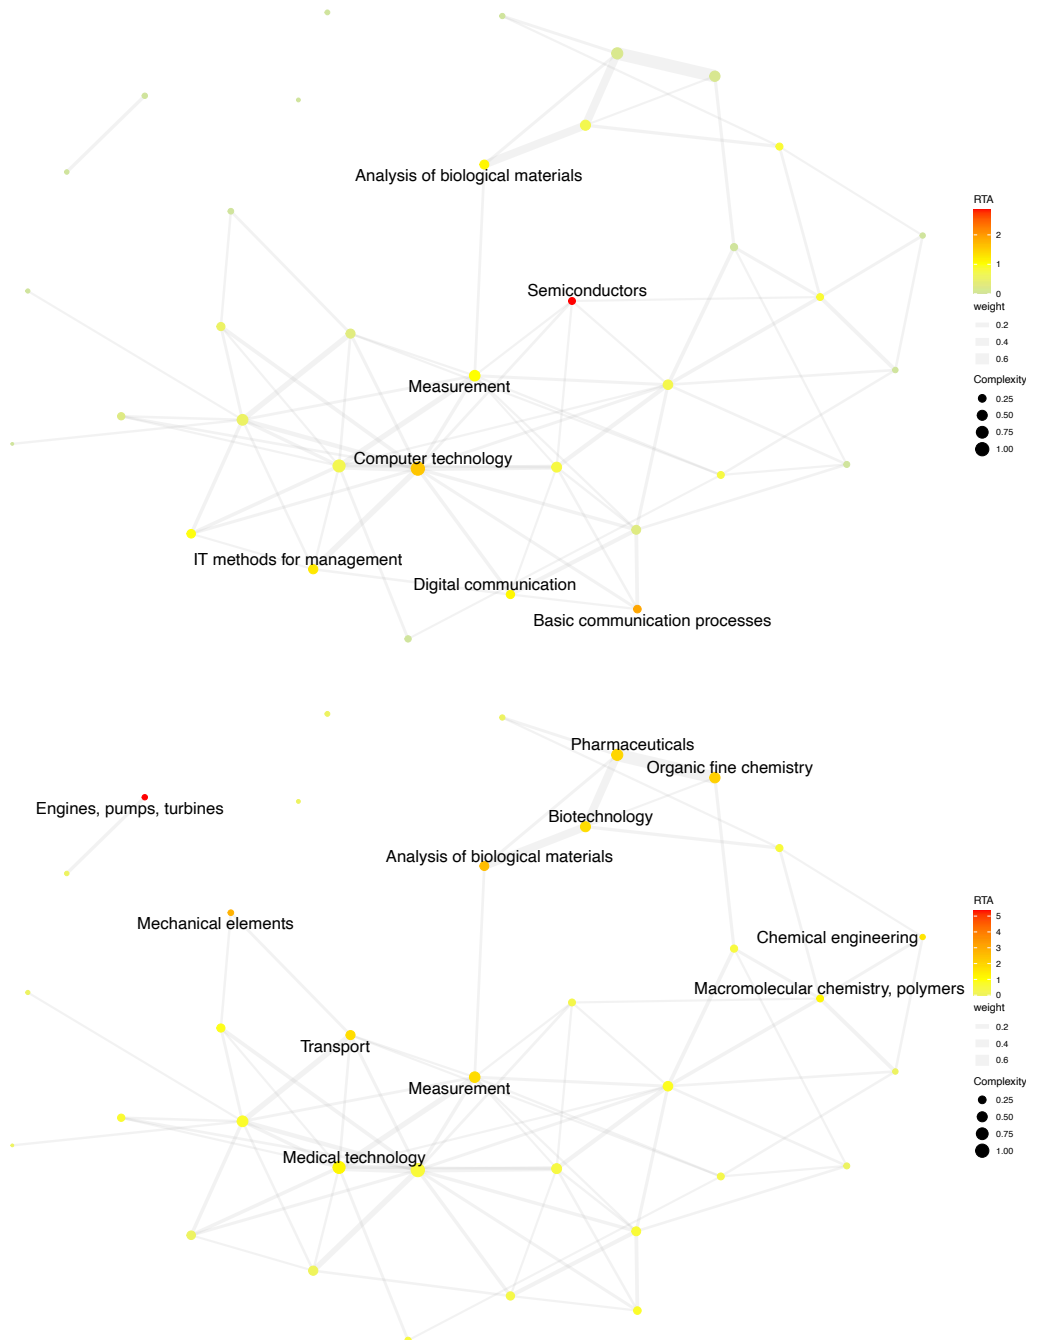 Analysis of biological materials
Semiconductors
Measurement
Computer technology
IT methods for management
Digital communication
Basic communication processes
RTA
2
1
0
weight
0.2
0.4
0.6
Complexity
0.25
0.50
0.75
1.00
Pharmaceuticals
Organic fine chemistry
Engines, pumps, turbines
Biotechnology
Analysis of biological materials
Mechanical elements
Chemical engineering
Macromolecular chemistry, polymers
Transport
Measurement
Medical technology
RTA
5
4
3
2
1
0
weight
0.2
0.4
0.6
Complexity
0.25
0.50
0.75
1.00